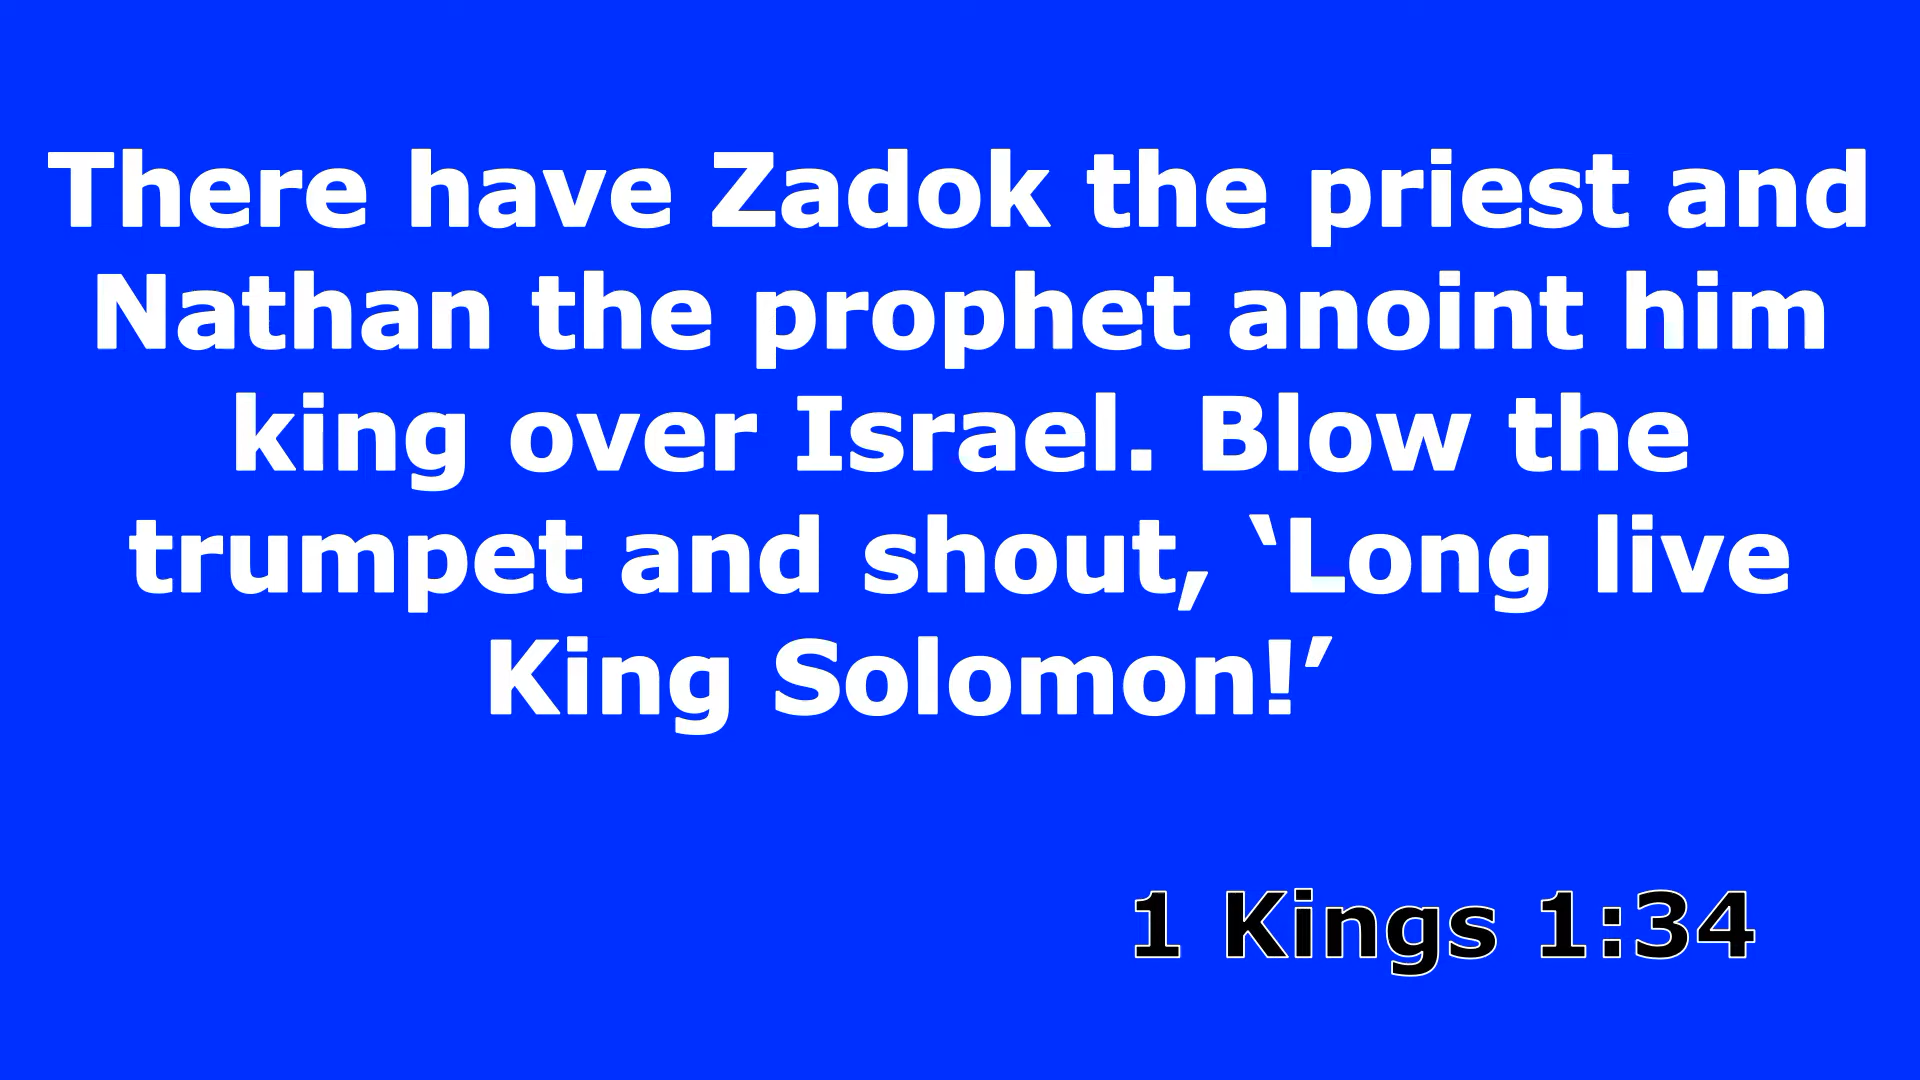 There have Zadok the priest and
Nathan the prophet anoint him
king over Israel. Blow the
trumpet and shout, ‘Long live
King Solomon!’
1 Kings 1:34